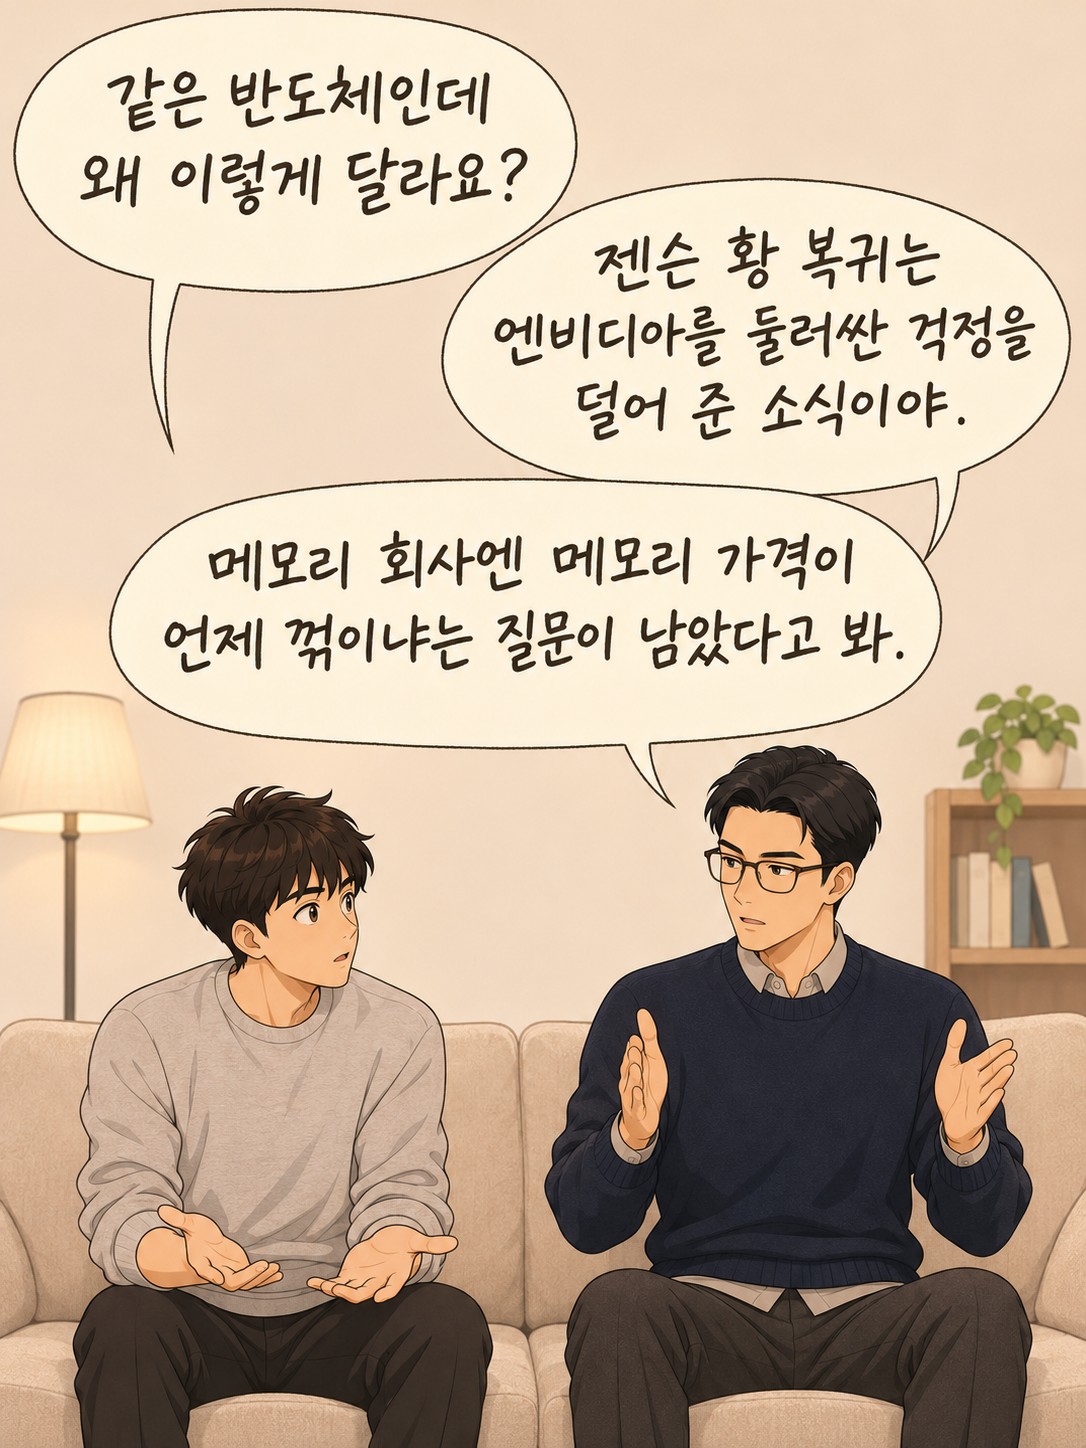 같은 반도체인데
왜 이렇게 달라요?
젠슨 황 복귀는
엔비디아를 둘러싼 걱정을
덜어 준 소식이야.
메모리 회사엔 메모리 가격이
언제 꺾이냐는 질문이 남았다고 봐.